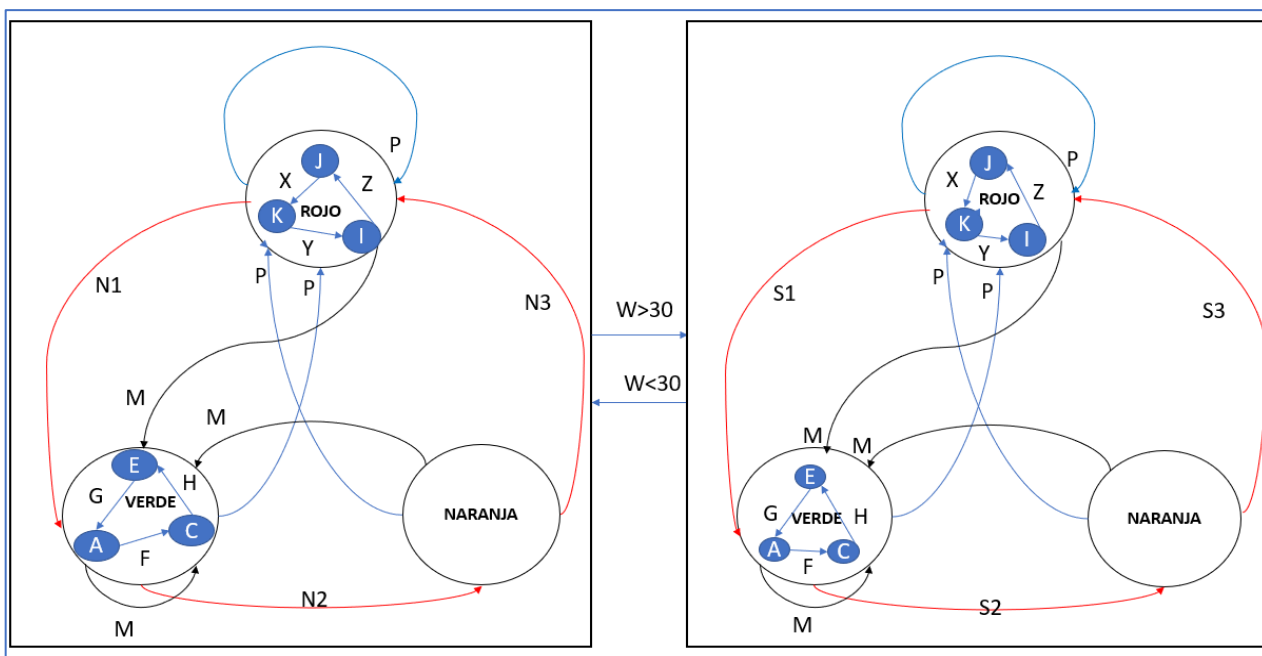 P
J
X
Z
ROJO
K
I
Y
P
P
N1
N3
M
M
E
G
H
VERDE
C
A
F
NARANJA
N2
M
W>30
W<30
P
J
X
Z
ROJO
K
I
Y
P
P
S1
S3
M
M
E
G
H
VERDE
A
C
F
NARANJA
S2
M